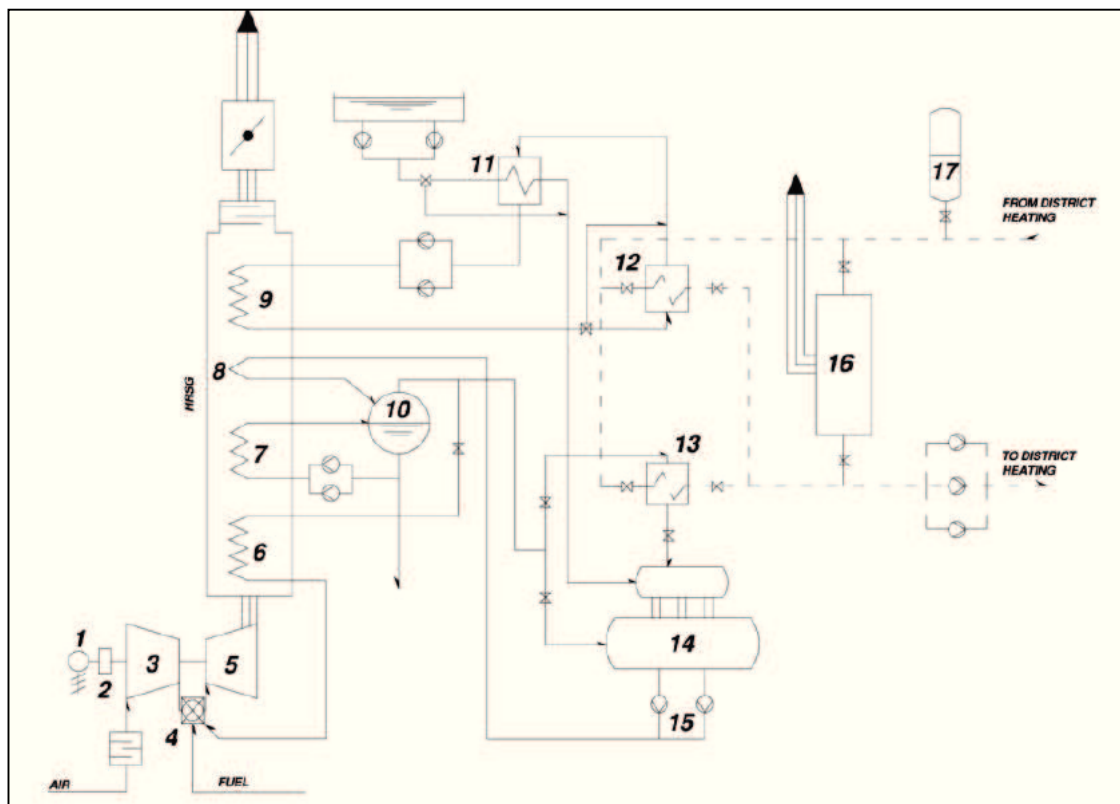 11
17
FROM DISTRICT
HEATING
12
9
16
8
HRSG
10
7
13
TO DISTRICT
HEATING
6
1
2
3
5
14
4
15
AIR
FUEL